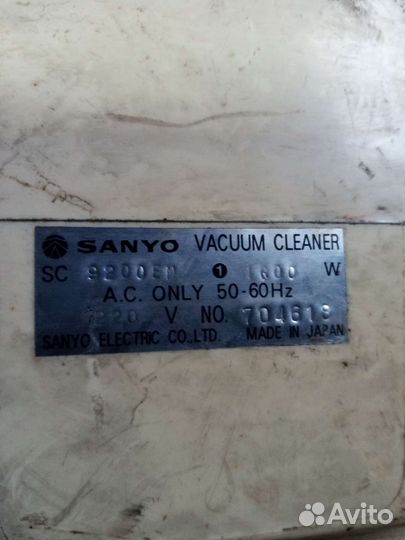 SANYO VACUUM CLEANER
SC 9200EM 1 1600 W
A.C. ONLY 50-60Hz
220 V NO. 704618
SANYO ELECTRIC CO.,LTD. MADE IN JAPAN
Avito